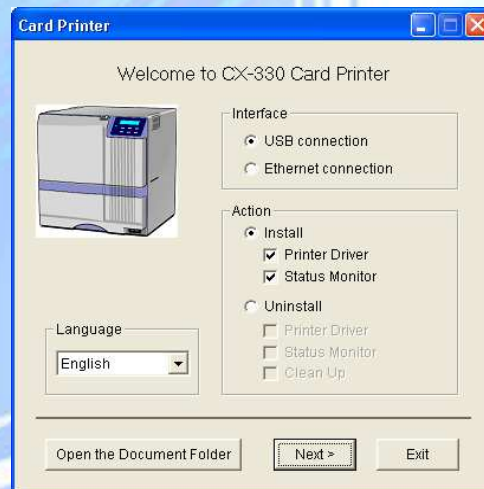 Card Printer
Welcome to CX-330 Card Printer
Interface
USB connection
Ethernet connection
Action
Install
Printer Driver
Status Monitor
Uninstall
Printer Driver
Status Monitor
Clean Up
Language
English
Open the Document Folder
Next >
Exit